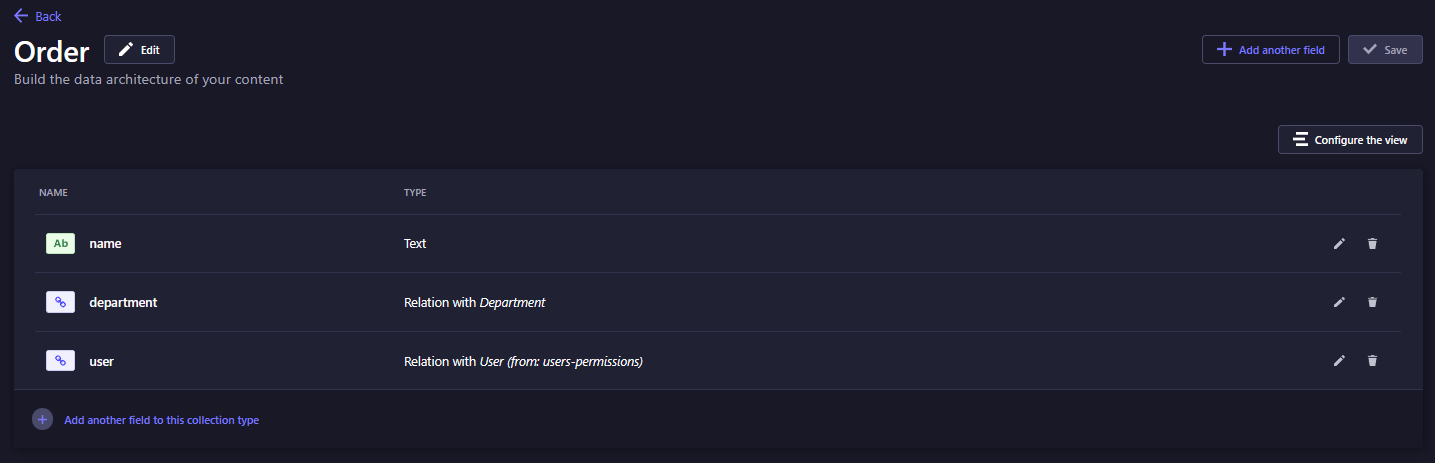 Back
Order Edit Add another field Save
Build the data architecture of your content
Configure the view
NAME TYPE
Ab name Text
department Relation with Department
user Relation with User (from: users-permissions)
Add another field to this collection type